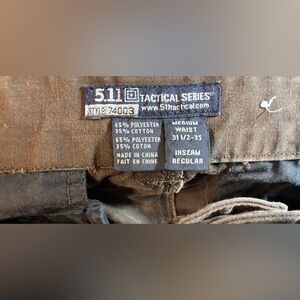 5.11 TACTICAL SERIES®
STYLE 74003 www.511tactical.com
65% POLYESTER
35% COTTON
65% POLYESTER
35% COTTON
MADE IN CHINA
FAIT EN CHINE
MEDIUM
WAIST
31 1/2-35
INSEAM
REGULAR